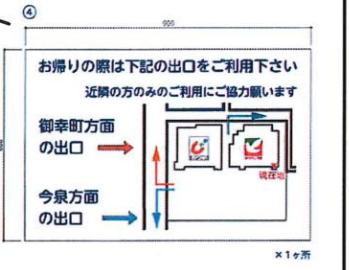 ④
900
お帰りの際は下記の出口をご利用下さい
近隣の方のみのご利用にご協力願います
御幸町方面
の出口
今泉方面
の出口
現在地
×1ヶ所